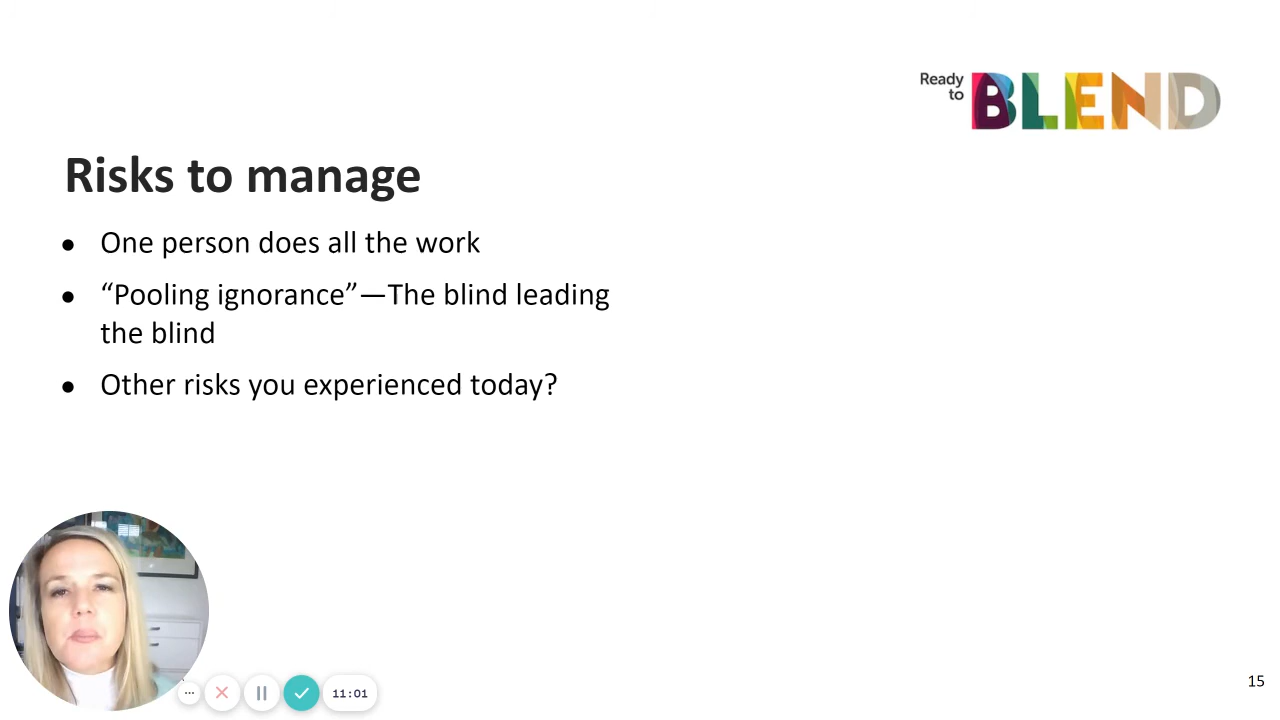 Ready
to
BLEND
Risks to manage
● One person does all the work
● “Pooling ignorance”—The blind leading
the blind
● Other risks you experienced today?
11:01
15